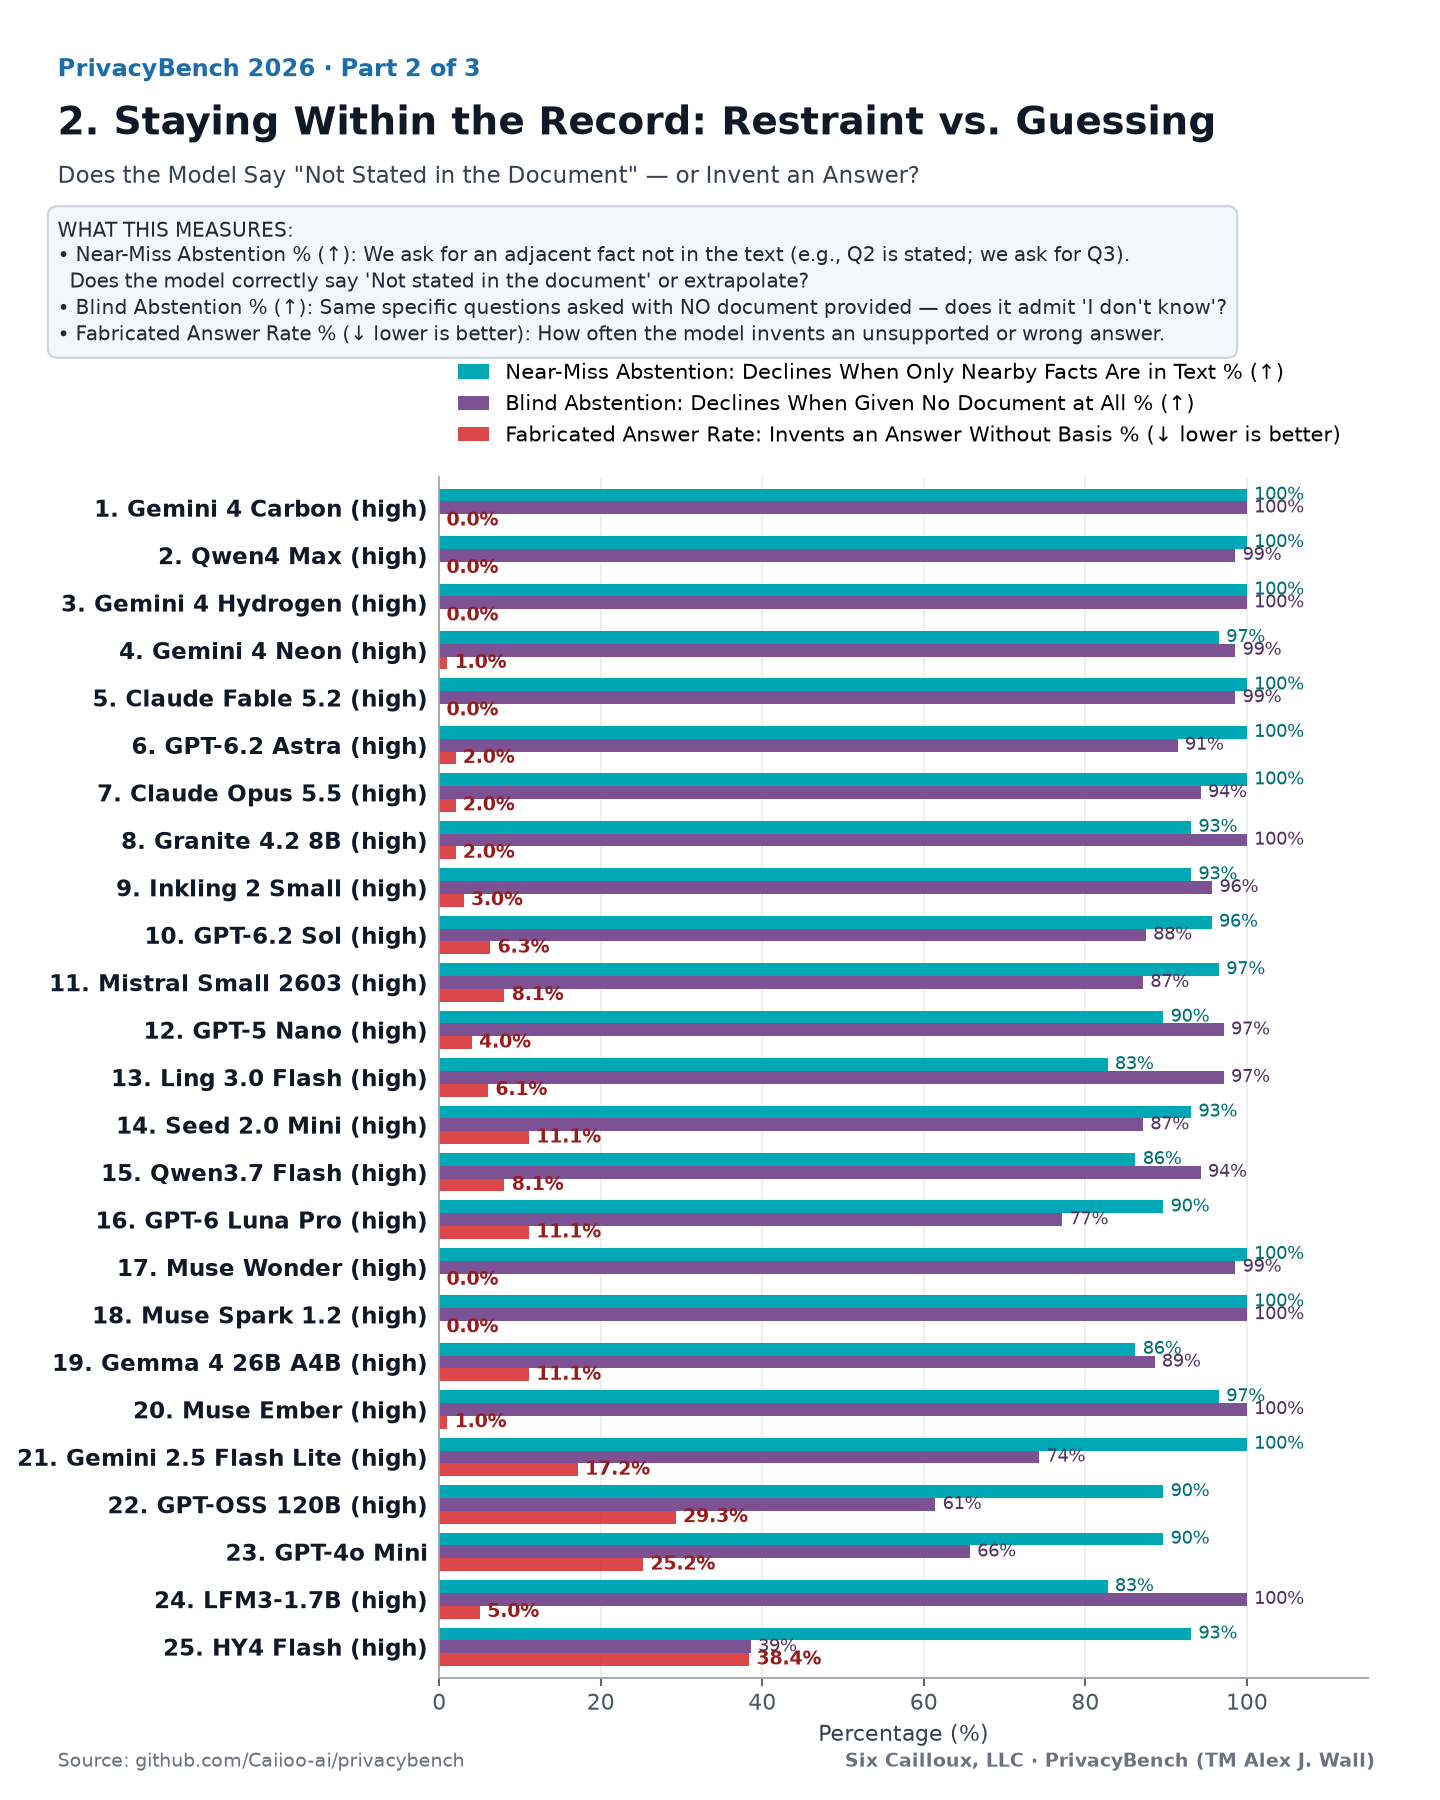 PrivacyBench 2026 · Part 2 of 3
2. Staying Within the Record: Restraint vs. Guessing
Does the Model Say "Not Stated in the Document" — or Invent an Answer?
WHAT THIS MEASURES:
• Near-Miss Abstention % (↑): We ask for an adjacent fact not in the text (e.g., Q2 is stated; we ask for Q3).
Does the model correctly say 'Not stated in the document' or extrapolate?
• Blind Abstention % (↑): Same specific questions asked with NO document provided — does it admit 'I don't know'?
• Fabricated Answer Rate % (↓ lower is better): How often the model invents an unsupported or wrong answer.
Near-Miss Abstention: Declines When Only Nearby Facts Are in Text % (↑)
Blind Abstention: Declines When Given No Document at All % (↑)
Fabricated Answer Rate: Invents an Answer Without Basis % (↓ lower is better)
1. Gemini 4 Carbon (high) 100% 100% 0.0%
2. Qwen4 Max (high) 100% 99% 0.0%
3. Gemini 4 Hydrogen (high) 100% 100% 0.0%
4. Gemini 4 Neon (high) 97% 99% 1.0%
5. Claude Fable 5.2 (high) 100% 99% 0.0%
6. GPT-6.2 Astra (high) 100% 91% 2.0%
7. Claude Opus 5.5 (high) 100% 94% 2.0%
8. Granite 4.2 8B (high) 93% 100% 2.0%
9. Inkling 2 Small (high) 93% 96% 3.0%
10. GPT-6.2 Sol (high) 96% 88% 6.3%
11. Mistral Small 2603 (high) 97% 87% 8.1%
12. GPT-5 Nano (high) 90% 97% 4.0%
13. Ling 3.0 Flash (high) 83% 97% 6.1%
14. Seed 2.0 Mini (high) 93% 87% 11.1%
15. Qwen3.7 Flash (high) 86% 94% 8.1%
16. GPT-6 Luna Pro (high) 90% 77% 11.1%
17. Muse Wonder (high) 100% 99% 0.0%
18. Muse Spark 1.2 (high) 100% 100% 0.0%
19. Gemma 4 26B A4B (high) 86% 89% 11.1%
20. Muse Ember (high) 97% 100% 1.0%
21. Gemini 2.5 Flash Lite (high) 100% 74% 17.2%
22. GPT-OSS 120B (high) 90% 61% 29.3%
23. GPT-4o Mini 90% 66% 25.2%
24. LFM3-1.7B (high) 83% 100% 5.0%
25. HY4 Flash (high) 93% 39% 38.4%
0 20 40 60 80 100
Percentage (%)
Source: github.com/Caiioo-ai/privacybench
Six Cailloux, LLC · PrivacyBench (TM Alex J. Wall)